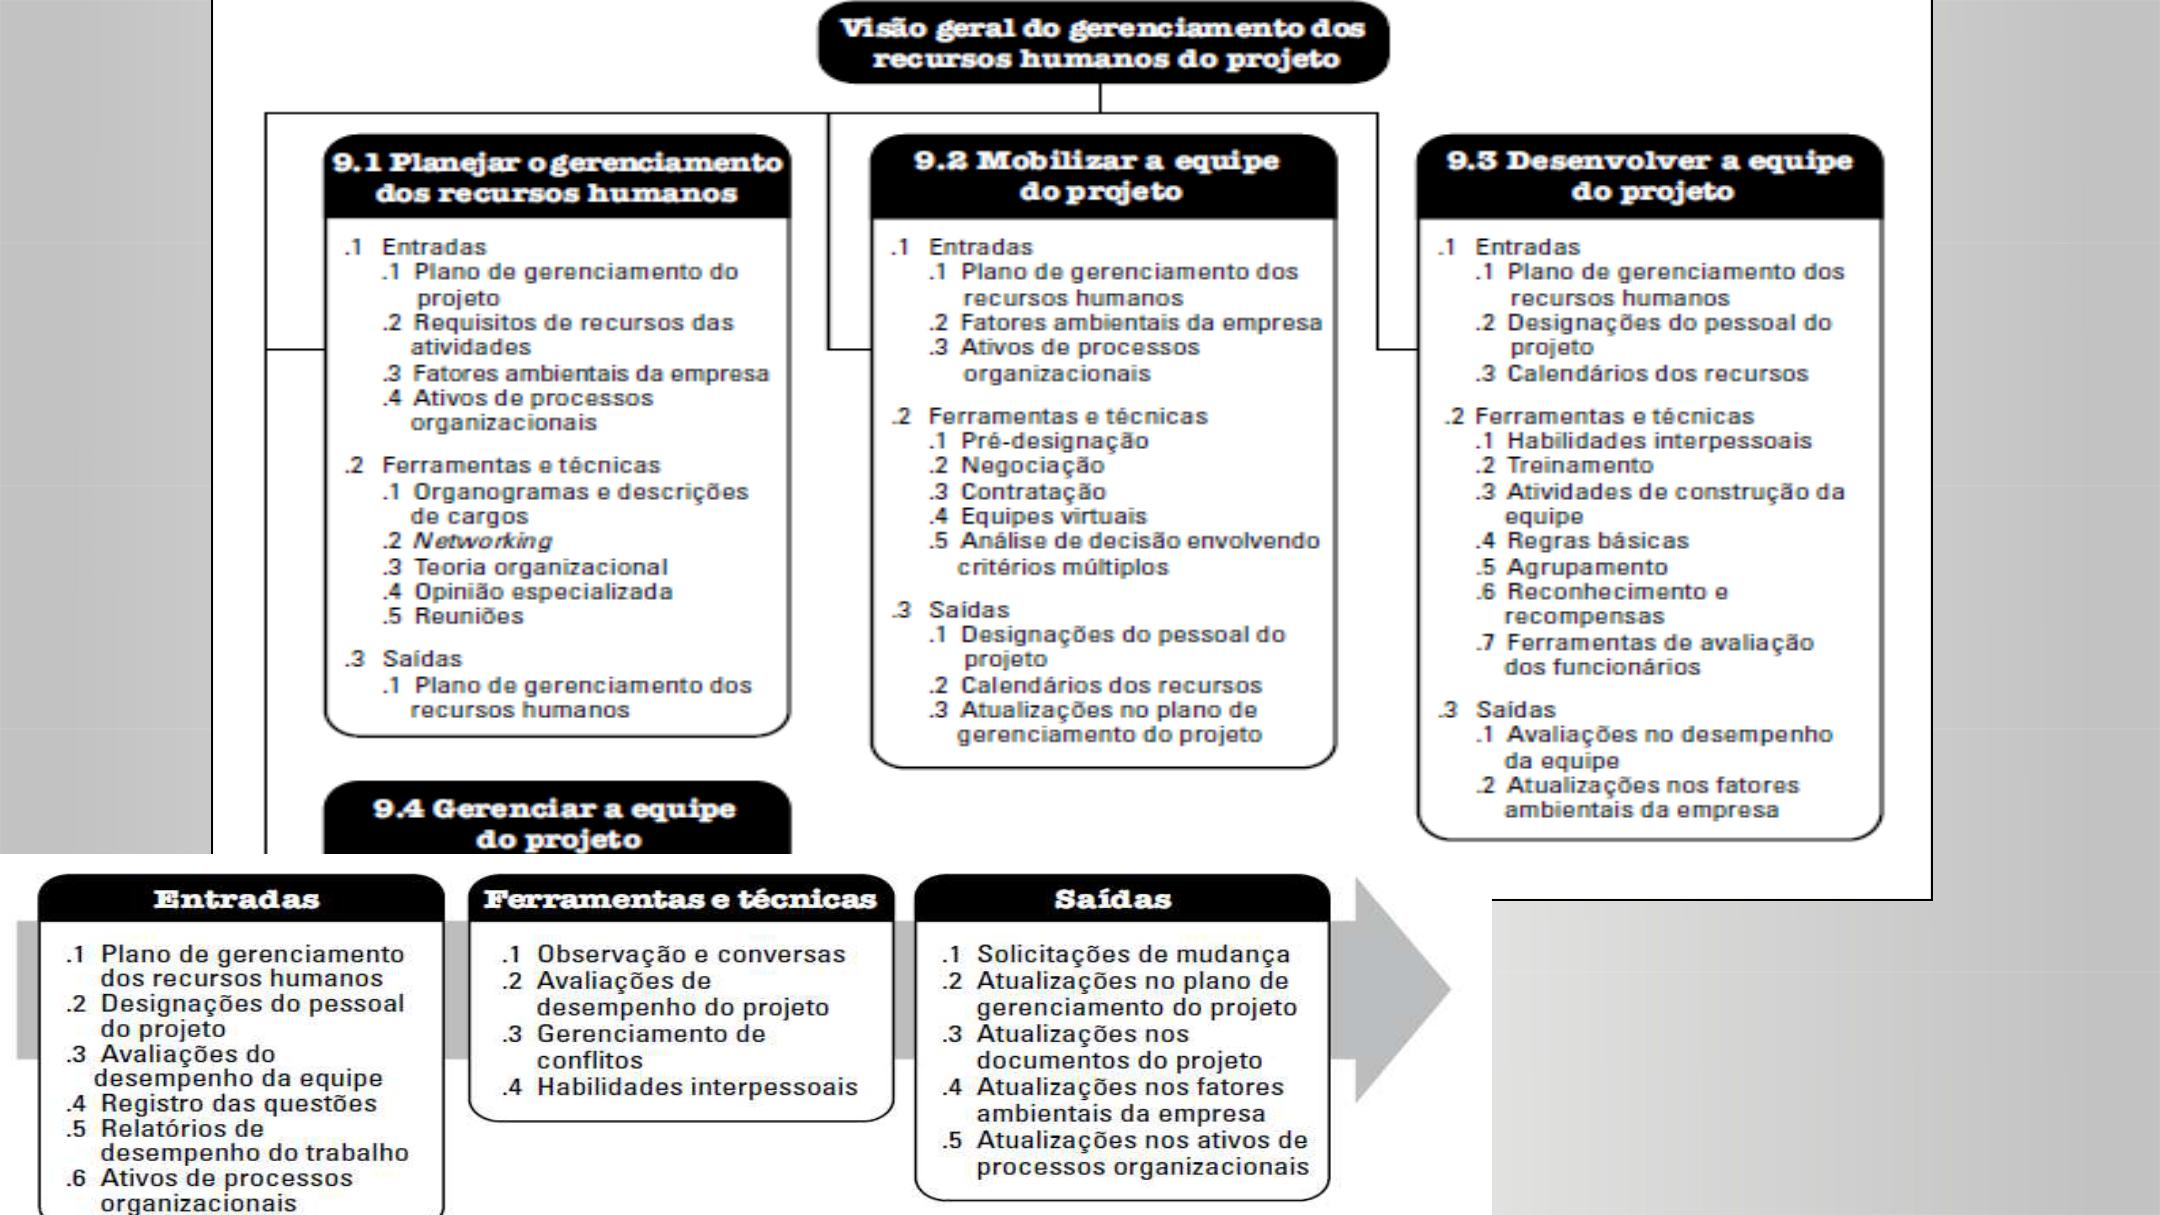 Visão geral do gerenciamento dos
recursos humanos do projeto
9.1 Planejar o gerenciamento
dos recursos humanos
.1 Entradas
.1 Plano de gerenciamento do
projeto
.2 Requisitos de recursos das
atividades
.3 Fatores ambientais da empresa
.4 Ativos de processos
organizacionais
.2 Ferramentas e técnicas
.1 Organogramas e descrições
de cargos
.2 Networking
.3 Teoria organizacional
.4 Opinião especializada
.5 Reuniões
.3 Saídas
.1 Plano de gerenciamento dos
recursos humanos
9.2 Mobilizar a equipe
do projeto
.1 Entradas
.1 Plano de gerenciamento dos
recursos humanos
.2 Fatores ambientais da empresa
.3 Ativos de processos
organizacionais
.2 Ferramentas e técnicas
.1 Pré-designação
.2 Negociação
.3 Contratação
.4 Equipes virtuais
.5 Análise de decisão envolvendo
critérios múltiplos
.3 Saídas
.1 Designações do pessoal do
projeto
.2 Calendários dos recursos
.3 Atualizações no plano de
gerenciamento do projeto
9.3 Desenvolver a equipe
do projeto
.1 Entradas
.1 Plano de gerenciamento dos
recursos humanos
.2 Designações do pessoal do
projeto
.3 Calendários dos recursos
.2 Ferramentas e técnicas
.1 Habilidades interpessoais
.2 Treinamento
.3 Atividades de construção da
equipe
.4 Regras básicas
.5 Agrupamento
.6 Reconhecimento e
recompensas
.7 Ferramentas de avaliação
dos funcionários
.3 Saídas
.1 Avaliações no desempenho
da equipe
.2 Atualizações nos fatores
ambientais da empresa
9.4 Gerenciar a equipe
do projeto
Entradas
.1 Plano de gerenciamento
dos recursos humanos
.2 Designações do pessoal
do projeto
.3 Avaliações do
desempenho da equipe
.4 Registro das questões
.5 Relatórios de
desempenho do trabalho
.6 Ativos de processos
organizacionais
Ferramentas e técnicas
.1 Observação e conversas
.2 Avaliações de
desempenho do projeto
.3 Gerenciamento de
conflitos
.4 Habilidades interpessoais
Saídas
.1 Solicitações de mudança
.2 Atualizações no plano de
gerenciamento do projeto
.3 Atualizações nos
documentos do projeto
.4 Atualizações nos fatores
ambientais da empresa
.5 Atualizações nos ativos de
processos organizacionais